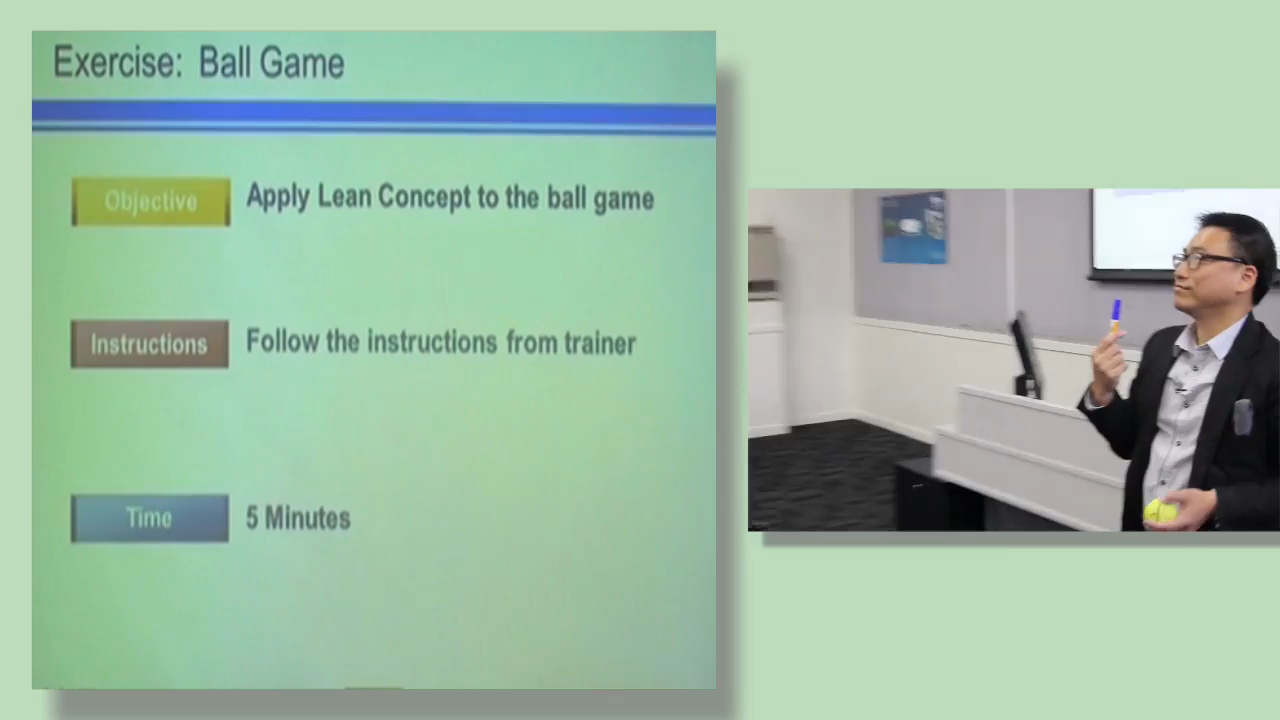 Exercise: Ball Game
Objective Apply Lean Concept to the ball game
Instructions Follow the instructions from trainer
Time 5 Minutes